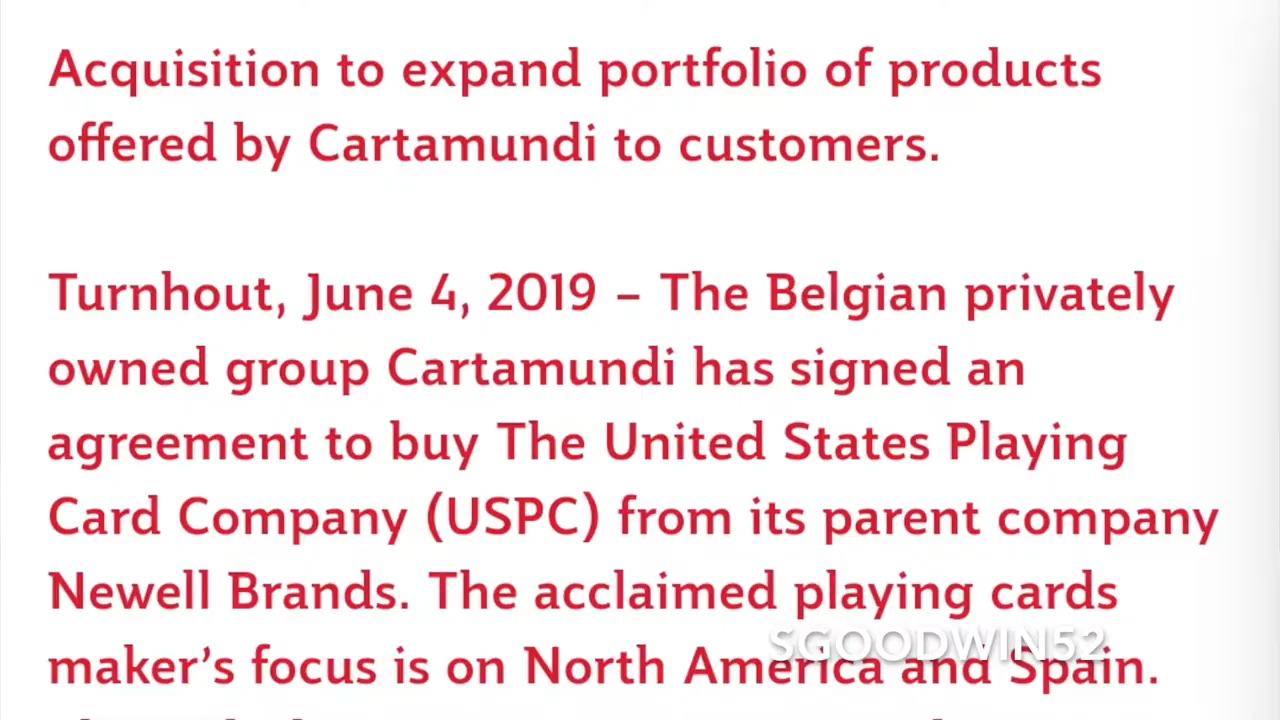 Acquisition to expand portfolio of products
offered by Cartamundi to customers.
Turnhout, June 4, 2019 – The Belgian privately
owned group Cartamundi has signed an
agreement to buy The United States Playing
Card Company (USPC) from its parent company
Newell Brands. The acclaimed playing cards
SGOODWIN52
maker’s focus is on North America and Spain.